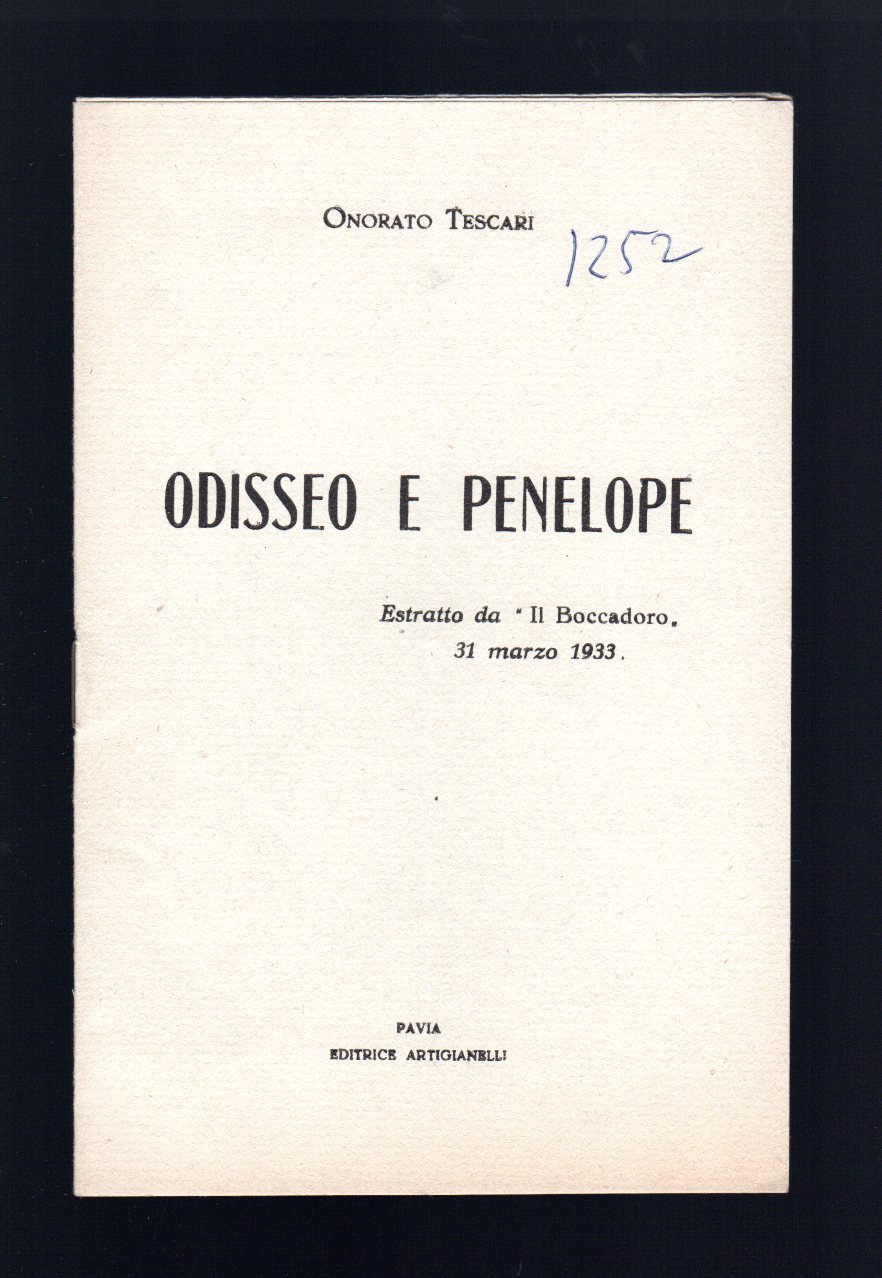 ONORATO TESCARI
1252
ODISSEO E PENELOPE
Estratto da " Il Boccadoro „
31 marzo 1933.
PAVIA
EDITRICE ARTIGIANELLI